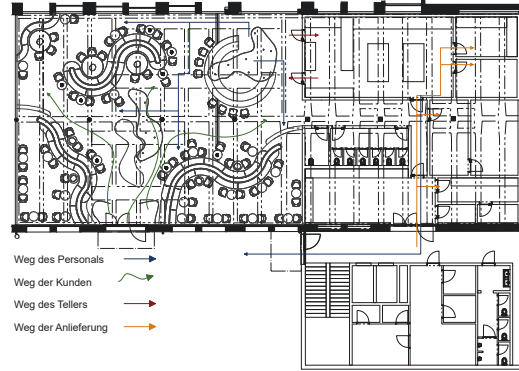 Weg des Personals
Weg der Kunden
Weg des Tellers
Weg der Anlieferung